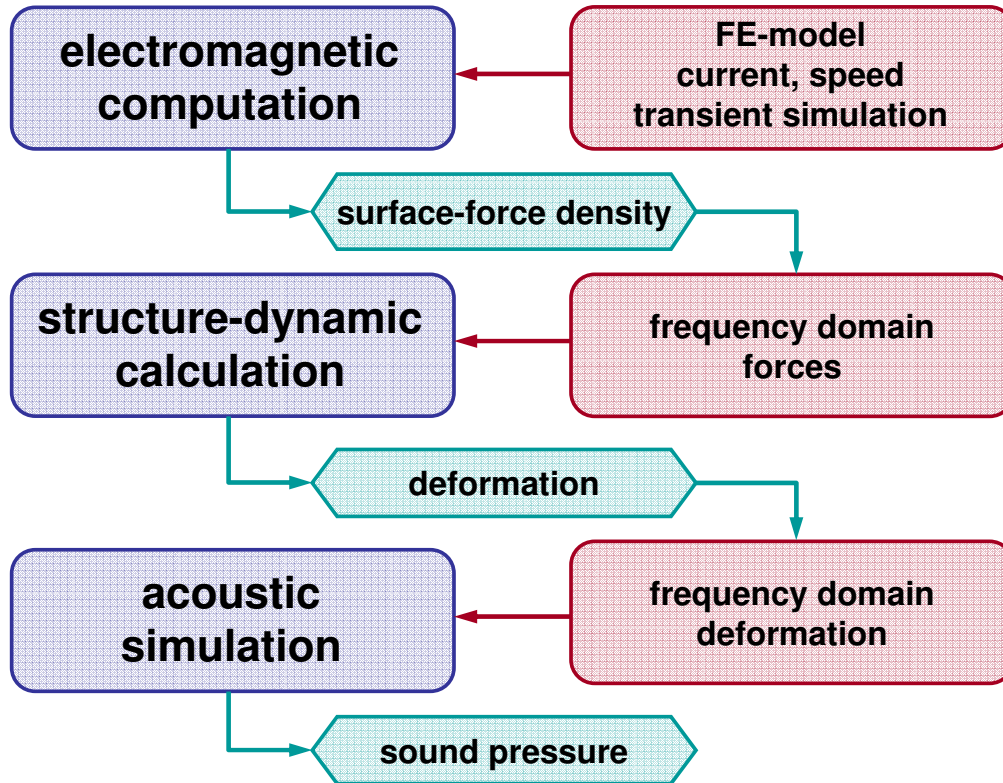 electromagnetic
computation
FE-model
current, speed
transient simulation
surface-force density
structure-dynamic
calculation
frequency domain
forces
deformation
acoustic
simulation
frequency domain
deformation
sound pressure